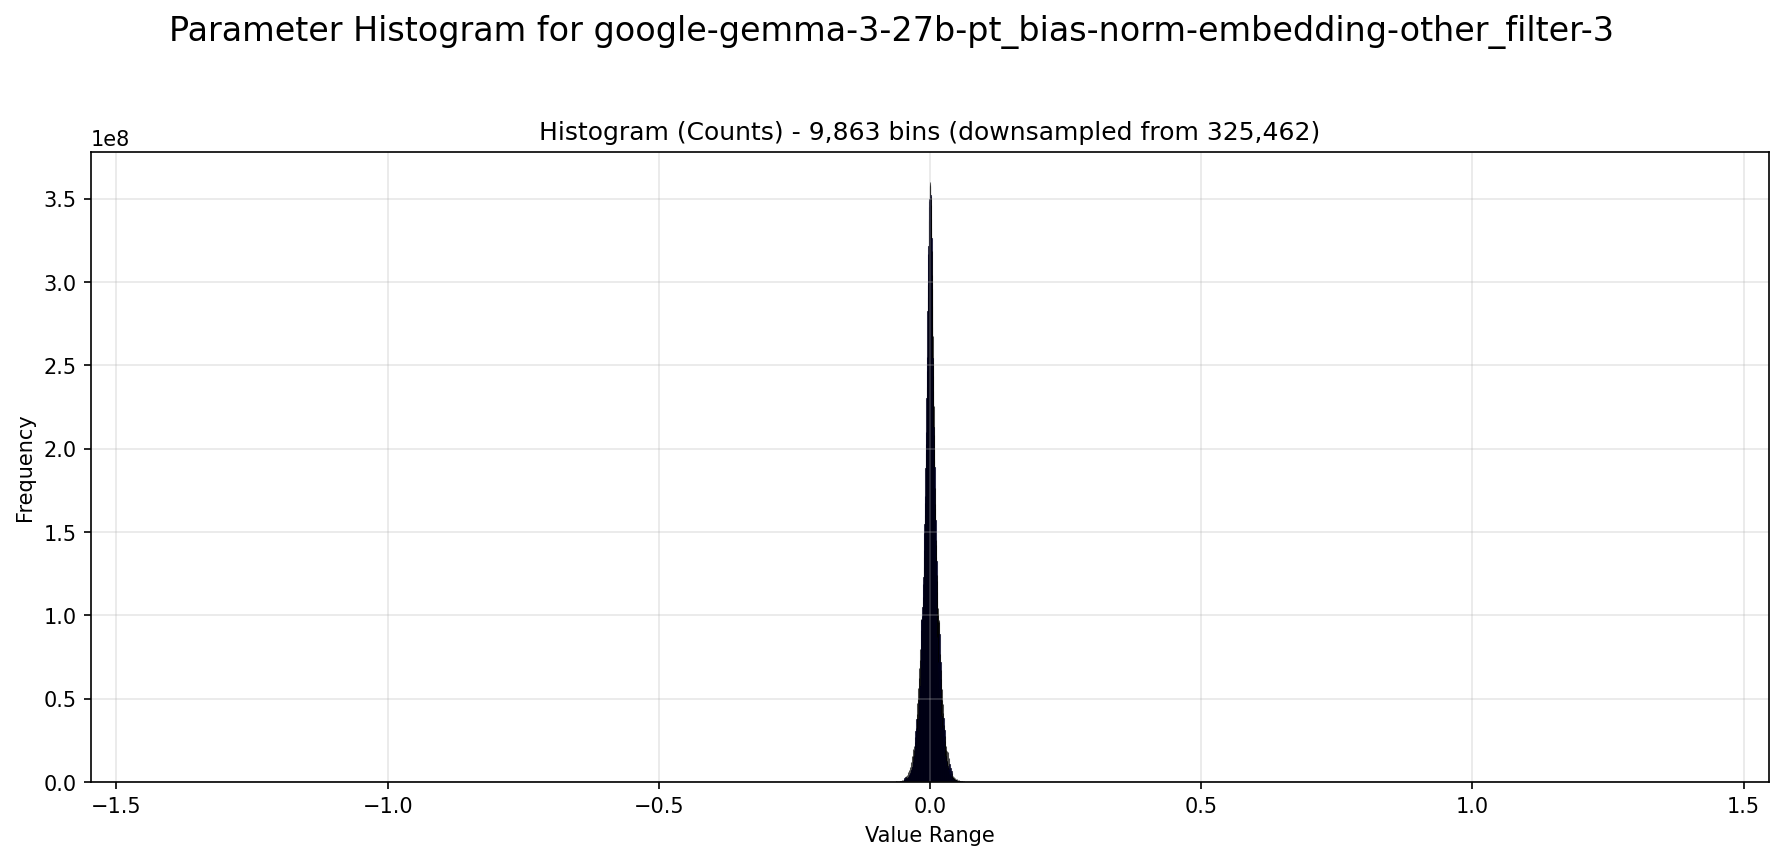 Parameter Histogram for google-gemma-3-27b-pt_bias-norm-embedding-other_filter-3
Histogram (Counts) - 9,863 bins (downsampled from 325,462)
1e8
3.5
3.0
2.5
2.0
1.5
1.0
0.5
0.0
Frequency
−1.5 −1.0 −0.5 0.0 0.5 1.0 1.5
Value Range